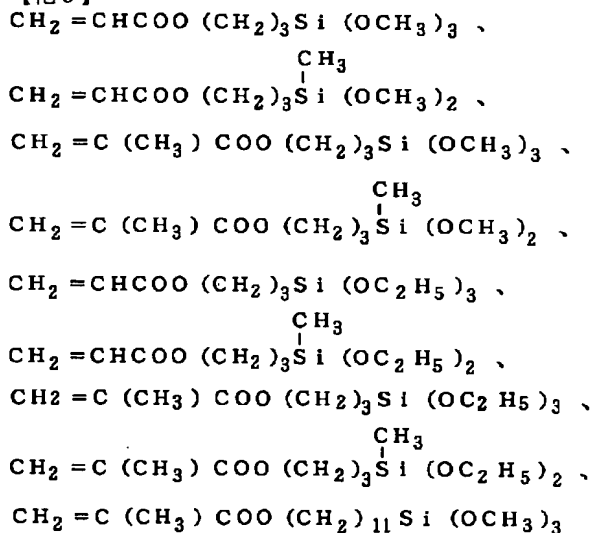 CH₂=CHCOO(CH₂)₃Si(OCH₃)₃、
CH₃
CH₂=CHCOO(CH₂)₃Si(OCH₃)₂、
CH₂=C(CH₃)COO(CH₂)₃Si(OCH₃)₃、
CH₃
CH₂=C(CH₃)COO(CH₂)₃Si(OCH₃)₂、
CH₂=CHCOO(CH₂)₃Si(OC₂H₅)₃、
CH₃
CH₂=CHCOO(CH₂)₃Si(OC₂H₅)₂、
CH2=C(CH₃)COO(CH₂)₃Si(OC₂H₅)₃、
CH₃
CH₂=C(CH₃)COO(CH₂)₃Si(OC₂H₅)₂、
CH₂=C(CH₃)COO(CH₂)₁₁Si(OCH₃)₃